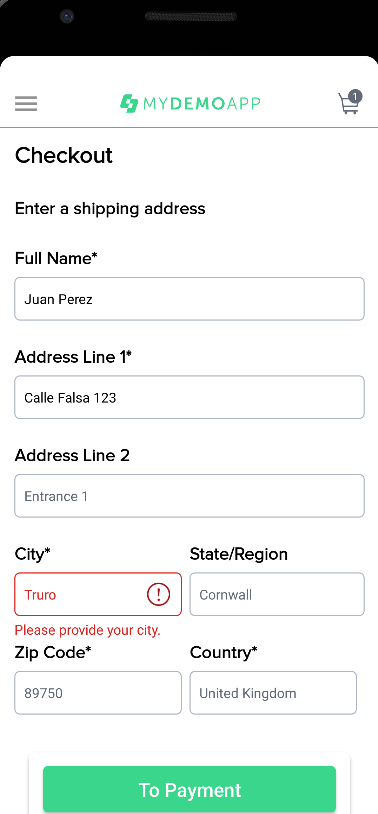 MYDEMOAPP
1
Checkout
Enter a shipping address
Full Name*
Juan Perez
Address Line 1*
Calle Falsa 123
Address Line 2
Entrance 1
City* State/Region
Truro Cornwall
Please provide your city.
Zip Code* Country*
89750 United Kingdom
To Payment